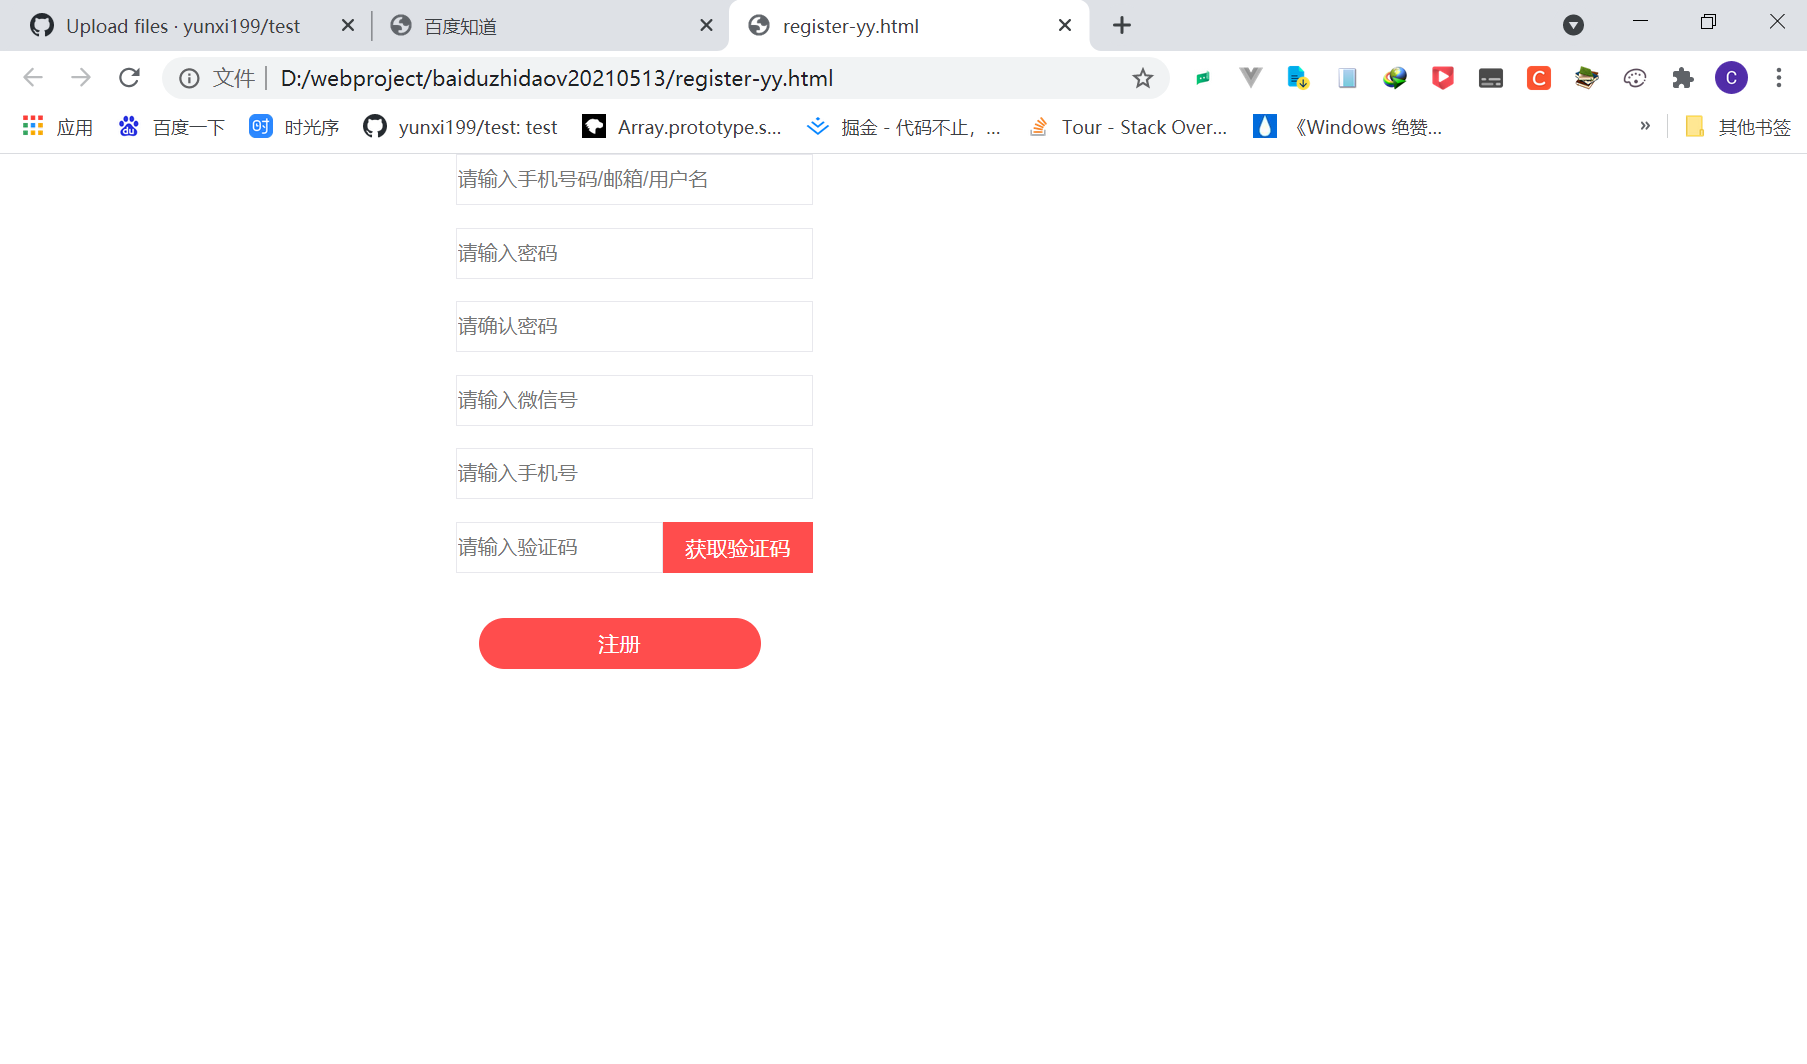 Upload files · yunxi199/test
百度知道
register-yy.html
文件
D:/webproject/baiduzhidaov20210513/register-yy.html
C
C
应用
du
百度一下
时
时光序
yunxi199/test: test
Array.prototype.s...
掘金 - 代码不止，...
Tour - Stack Over...
《Windows 绝赞...
»
其他书签
请输入手机号码/邮箱/用户名
请输入密码
请确认密码
请输入微信号
请输入手机号
请输入验证码
获取验证码
注册